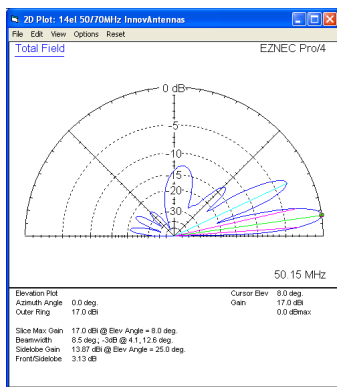 2D Plot: 14el 50/70MHz InnovAntennas
File Edit View Options Reset
Total Field
EZNEC Pro/4
0 dB
-5
-10
-15
-20
-30
50.15 MHz
Elevation Plot
Azimuth Angle 0.0 deg.
Outer Ring 17.0 dBi
Cursor Elev 8.0 deg.
Gain 17.0 dBi
0.0 dBmax
Slice Max Gain 17.0 dBi @ Elev Angle = 8.0 deg.
Beamwidth 8.5 deg.; -3dB @ 4.1, 12.6 deg.
Sidelobe Gain 13.87 dBi @ Elev Angle = 25.0 deg.
Front/Sidelobe 3.13 dB